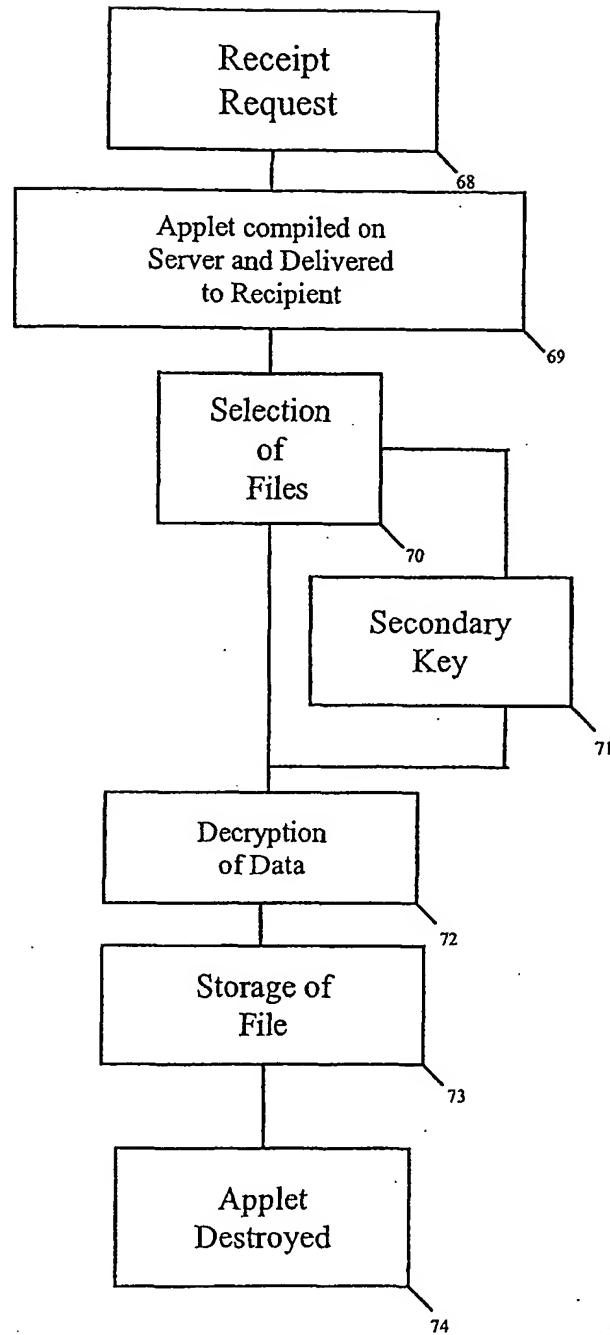 Receipt
Request
68
Applet compiled on
Server and Delivered
to Recipient
69
Selection
of
Files
70
Secondary
Key
71
Decryption
of Data
72
Storage of
File
73
Applet
Destroyed
74